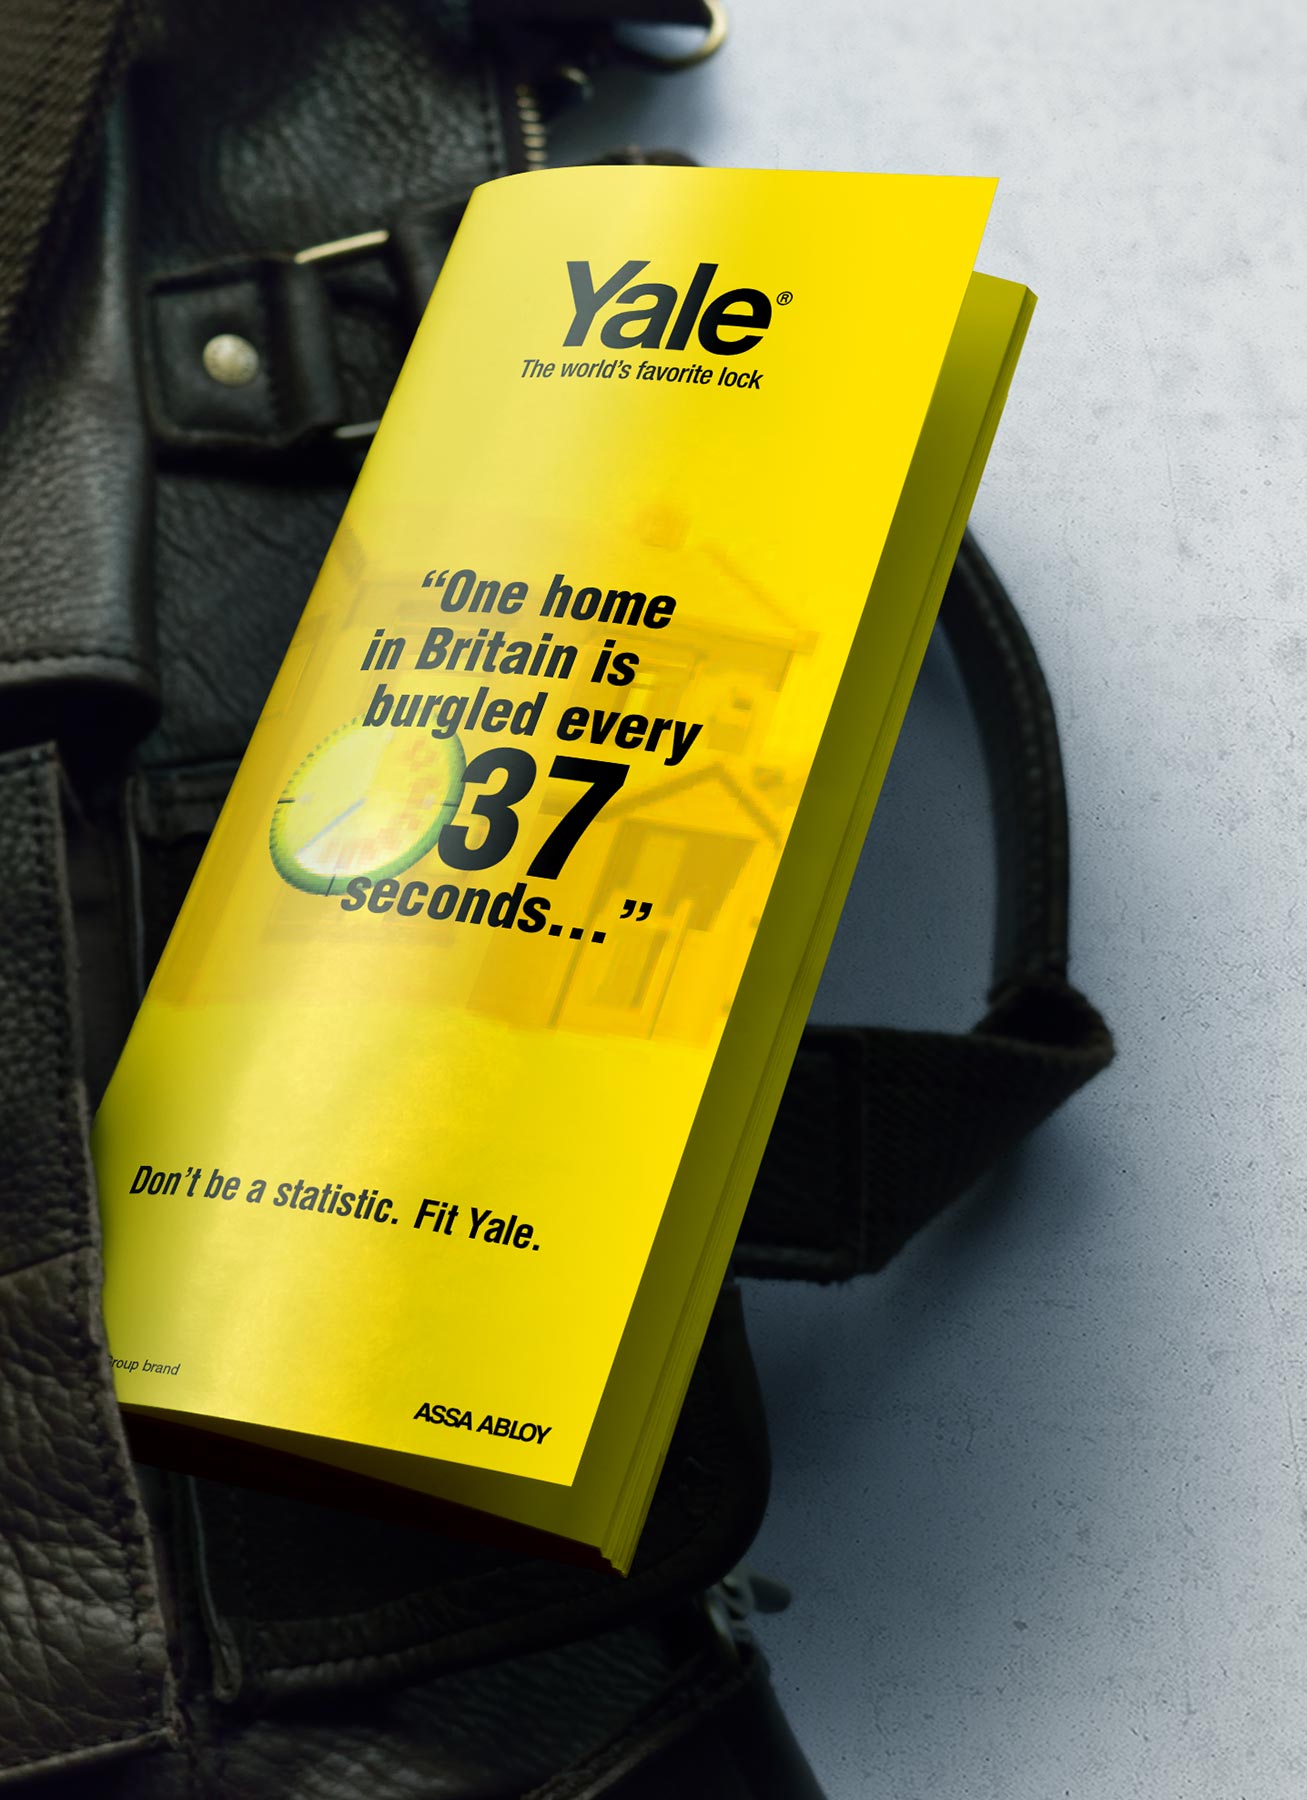 Yale®
The world's favorite lock
“One home
in Britain is
burgled every
37
seconds... ”
Don't be a statistic. Fit Yale.
Group brand
ASSA ABLOY